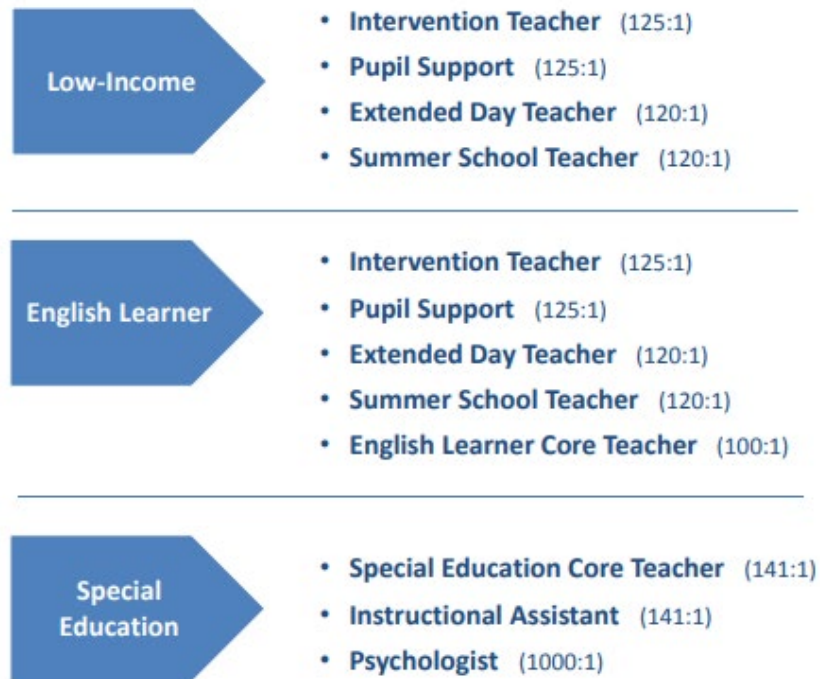 Low-Income
• Intervention Teacher (125:1)
• Pupil Support (125:1)
• Extended Day Teacher (120:1)
• Summer School Teacher (120:1)
English Learner
• Intervention Teacher (125:1)
• Pupil Support (125:1)
• Extended Day Teacher (120:1)
• Summer School Teacher (120:1)
• English Learner Core Teacher (100:1)
Special
Education
• Special Education Core Teacher (141:1)
• Instructional Assistant (141:1)
• Psychologist (1000:1)